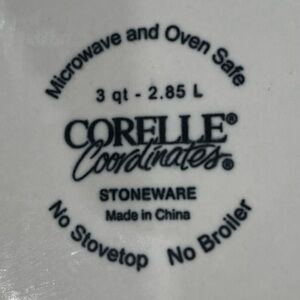 Microwave and Oven Safe
3 qt - 2.85 L
CORELLE®
Coordinates®
STONEWARE
Made in China
No Stovetop No Broiler